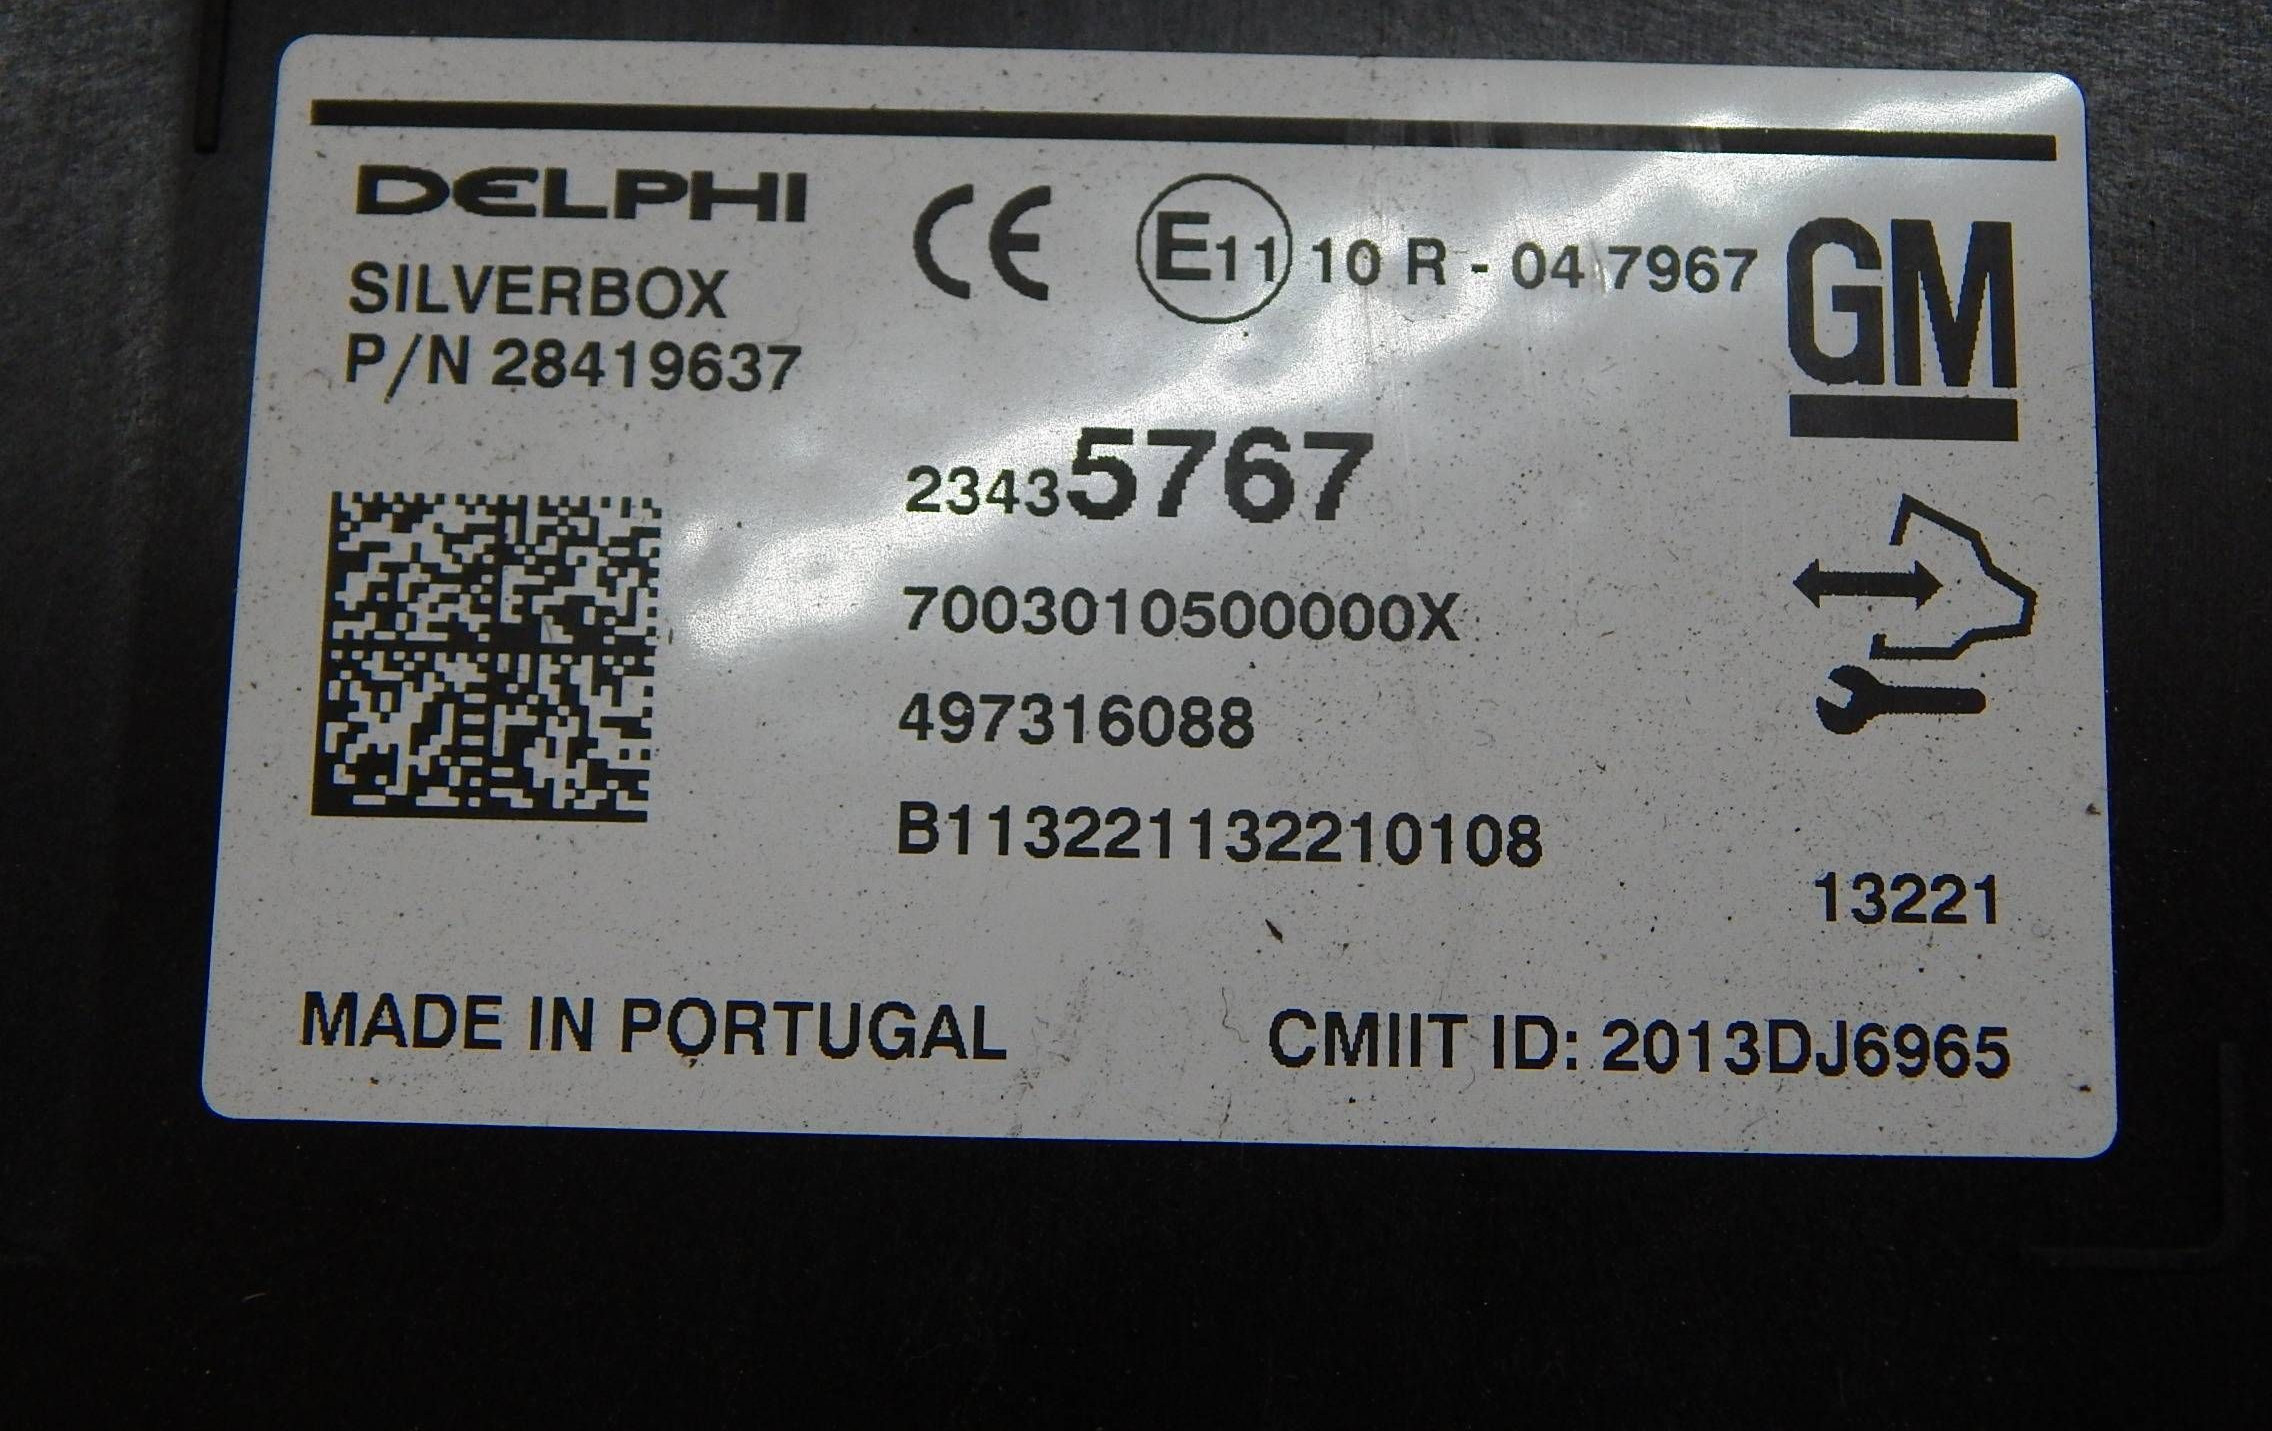 DELPHI
CE E11 10 R - 04 7967
GM
SILVERBOX
P/N 28419637
23435767
7003010500000X
497316088
B113221132210108
13221
MADE IN PORTUGAL
CMIIT ID: 2013DJ6965